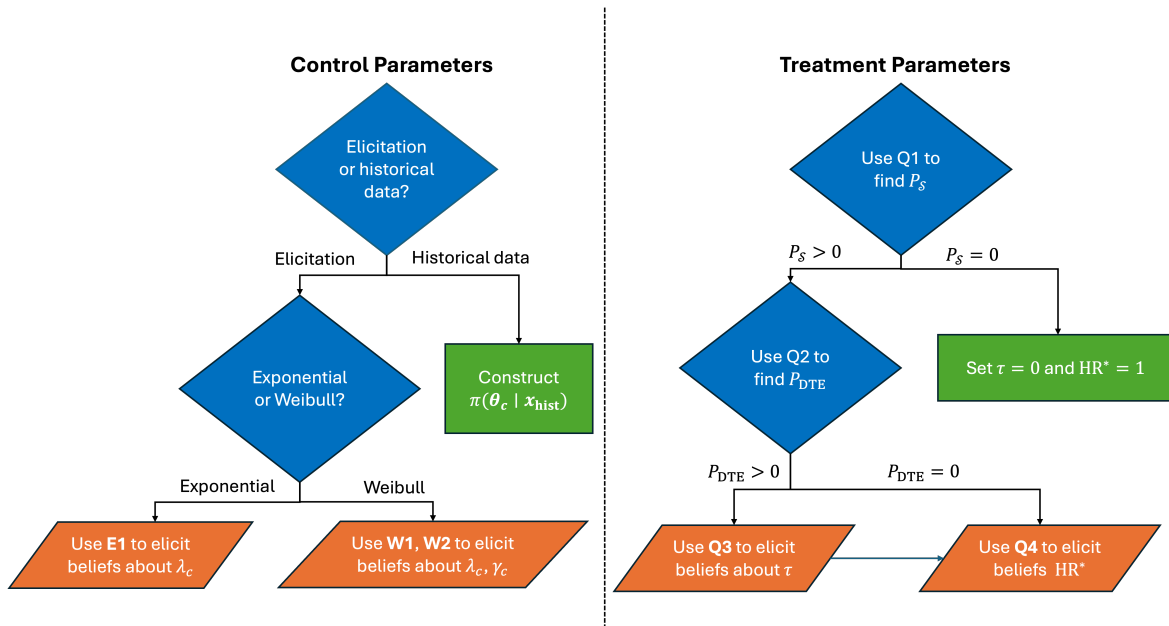 Control Parameters
Elicitation
or historical
data?
Elicitation
Historical data
Exponential
or Weibull?
Construct
π(θ_c | x_hist)
Exponential
Weibull
Use E1 to elicit
beliefs about λ_c
Use W1, W2 to elicit
beliefs about λ_c, γ_c
Treatment Parameters
Use Q1 to
find P_𝒮
P_𝒮 > 0
P_𝒮 = 0
Use Q2 to
find P_DTE
Set τ = 0 and HR* = 1
P_DTE > 0
P_DTE = 0
Use Q3 to elicit
beliefs about τ
Use Q4 to elicit
beliefs HR*